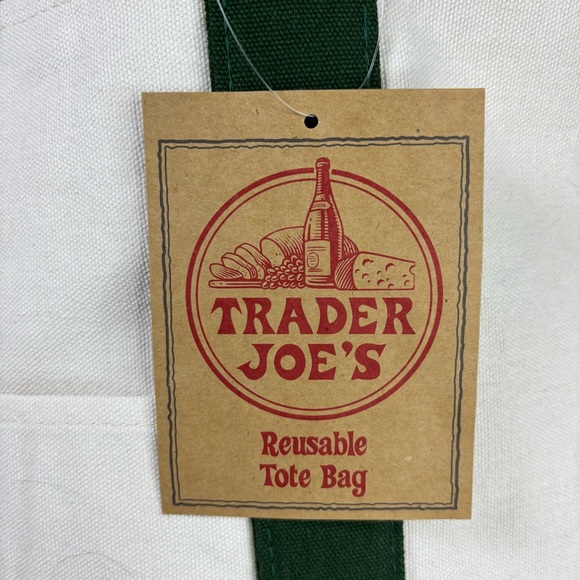 TRADER
JOE'S
Reusable
Tote Bag